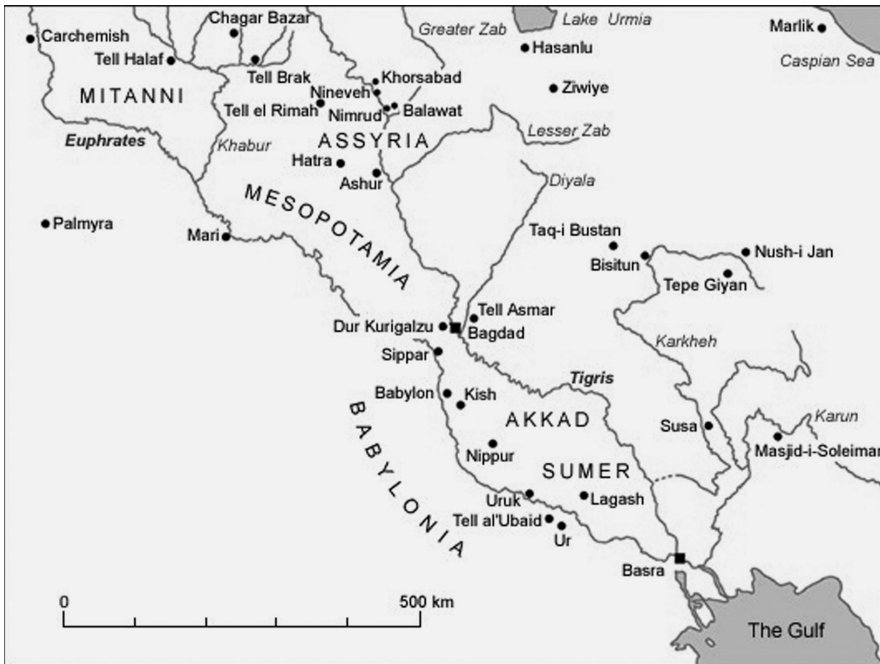 Chagar Bazar
Greater Zab
Lake Urmia
Marlik
Carchemish
Hasanlu
Tell Halaf
Caspian Sea
Tell Brak
Khorsabad
Nineveh
Ziwiye
MITANNI
Tell el Rimah
Nimrud
Balawat
Lesser Zab
Euphrates
Khabur
ASSYRIA
Hatra
Ashur
Diyala
MESOPOTAMIA
Palmyra
Mari
Taq-i Bustan
Bisitun
Nush-i Jan
Tepe Giyan
Tell Asmar
Dur Kurigalzu
Bagdad
Sippar
Karkheh
Tigris
Babylon
Kish
BABYLONIA
AKKAD
Susa
Karun
Masjid-i-Soleiman
Nippur
SUMER
Uruk
Lagash
Tell al'Ubaid
Ur
Basra
0
500 km
The Gulf